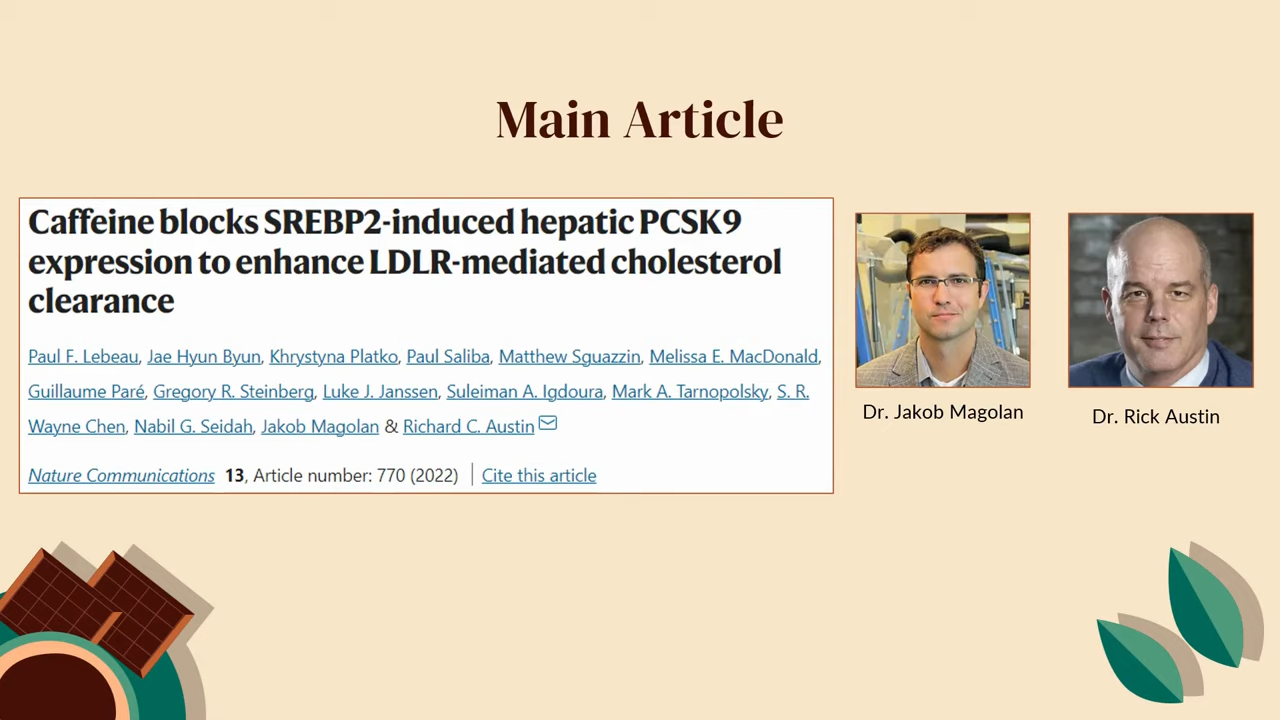 Main Article
Caffeine blocks SREBP2-induced hepatic PCSK9
expression to enhance LDLR-mediated cholesterol
clearance
Paul F. Lebeau, Jae Hyun Byun, Khrystyna Platko, Paul Saliba, Matthew Sguazzin, Melissa E. MacDonald,
Guillaume Paré, Gregory R. Steinberg, Luke J. Janssen, Suleiman A. Igdoura, Mark A. Tarnopolsky, S. R.
Wayne Chen, Nabil G. Seidah, Jakob Magolan & Richard C. Austin
Nature Communications 13, Article number: 770 (2022) | Cite this article
Dr. Jakob Magolan
Dr. Rick Austin